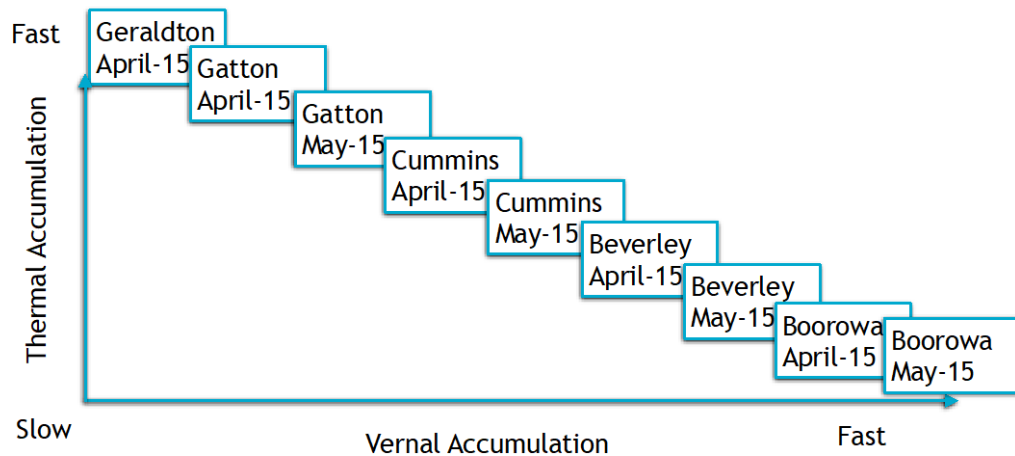 Fast
Geraldton
April-15
Gatton
April-15
Gatton
May-15
Cummins
April-15
Cummins
May-15
Beverley
April-15
Beverley
May-15
Boorowa
April-15
Boorowa
May-15
Thermal Accumulation
Slow
Vernal Accumulation
Fast